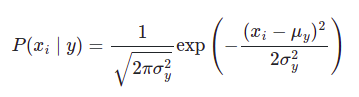 P(x_i | y) = \frac{1}{\sqrt{2\pi\sigma_y^2}} \exp\left(-\frac{(x_i - \mu_y)^2}{2\sigma_y^2}\right)